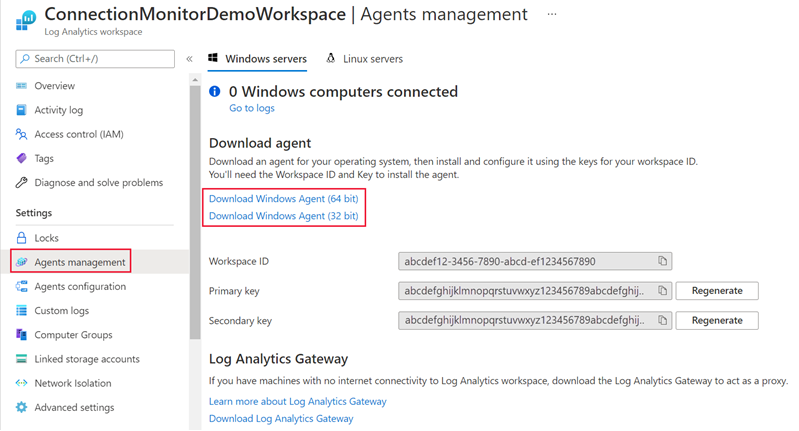 ConnectionMonitorDemoWorkspace | Agents management ...
Log Analytics workspace
Search (Ctrl+/)
«
Overview
Activity log
Access control (IAM)
Tags
Diagnose and solve problems
Settings
Locks
Agents management
Agents configuration
Custom logs
Computer Groups
Linked storage accounts
Network Isolation
Advanced settings
Windows servers
Linux servers
0 Windows computers connected
Go to logs
Download agent
Download an agent for your operating system, then install and configure it using the keys for your workspace ID.
You'll need the Workspace ID and Key to install the agent.
Download Windows Agent (64 bit)
Download Windows Agent (32 bit)
Workspace ID
abcdef12-3456-7890-abcd-ef1234567890
Primary key
abcdefghijklmnopqrstuvwxyz123456789abcdefghij..
Regenerate
Secondary key
abcdefghijklmnopqrstuvwxyz123456789abcdefghij..
Regenerate
Log Analytics Gateway
If you have machines with no internet connectivity to Log Analytics workspace, download the Log Analytics Gateway to act as a proxy.
Learn more about Log Analytics Gateway
Download Log Analytics Gateway